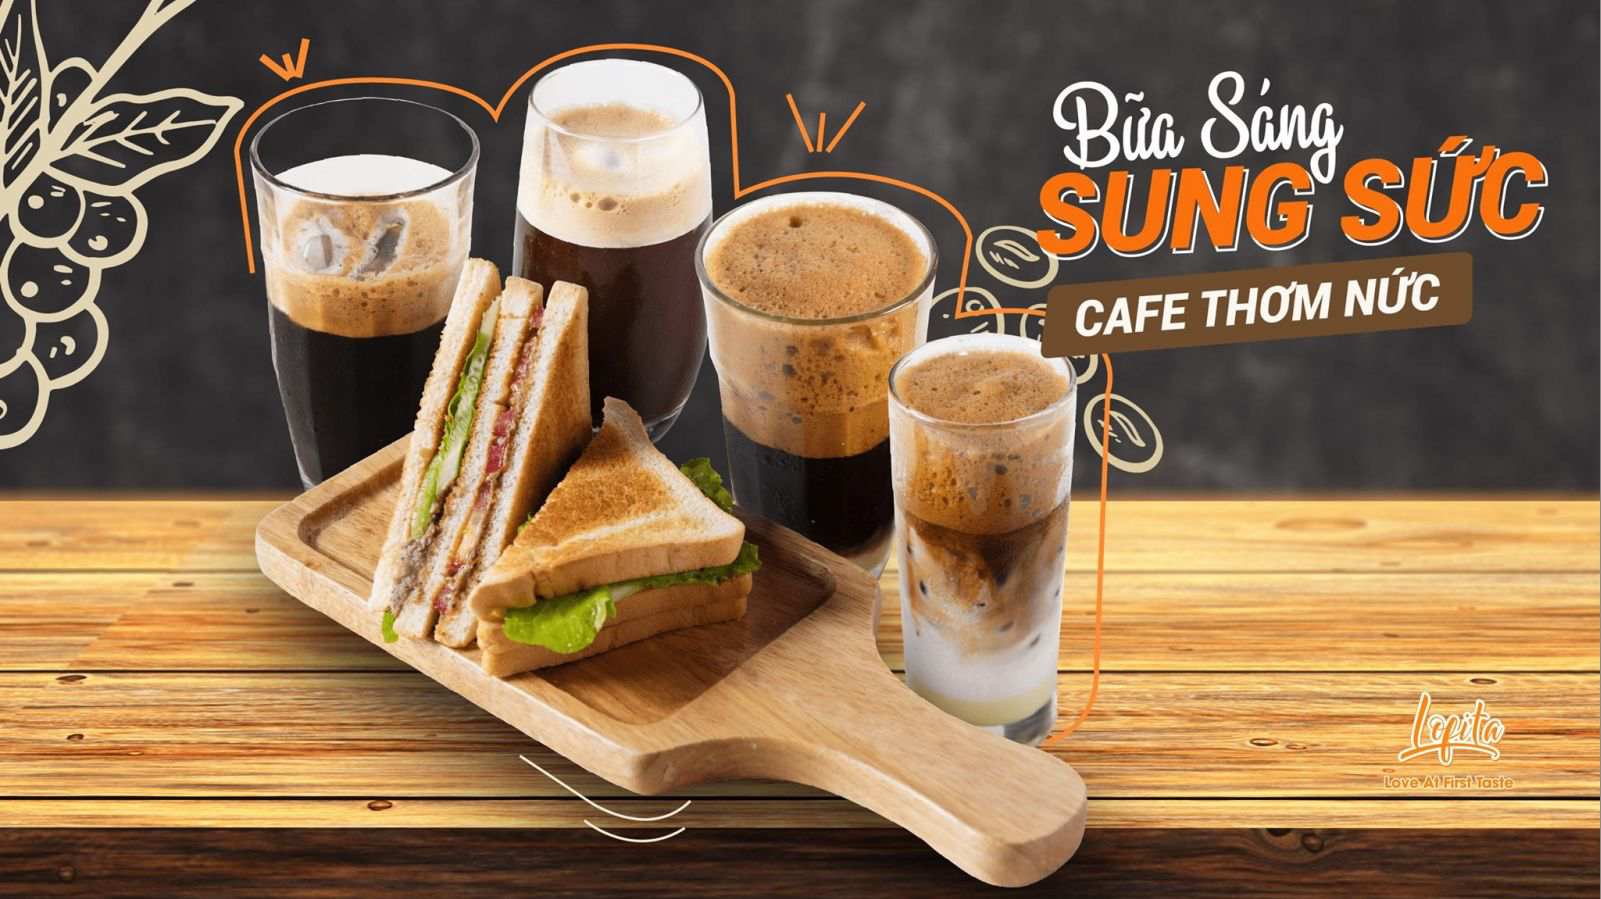 Bữa Sáng
SUNG SỨC
CAFE THƠM NỨC
Lofita
Love At First Taste